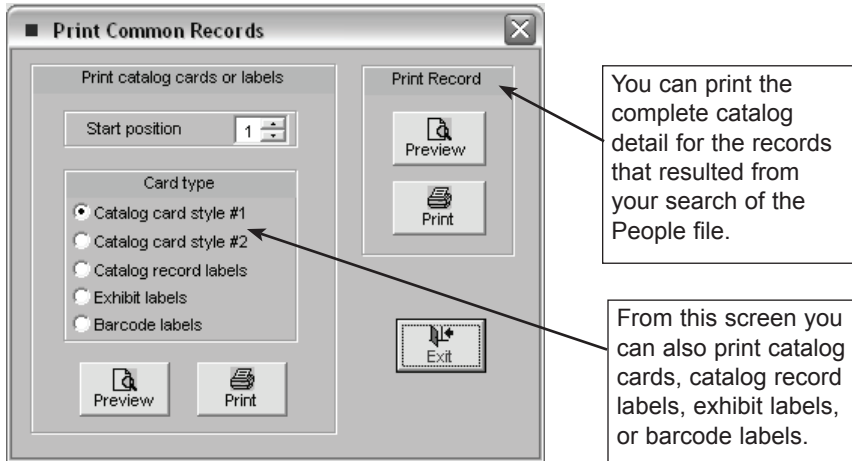 Print Common Records
Print catalog cards or labels
Start position 1
Card type
Catalog card style #1
Catalog card style #2
Catalog record labels
Exhibit labels
Barcode labels
Preview Print
Print Record
Preview
Print
Exit
You can print the
complete catalog
detail for the records
that resulted from
your search of the
People file.
From this screen you
can also print catalog
cards, catalog record
labels, exhibit labels,
or barcode labels.